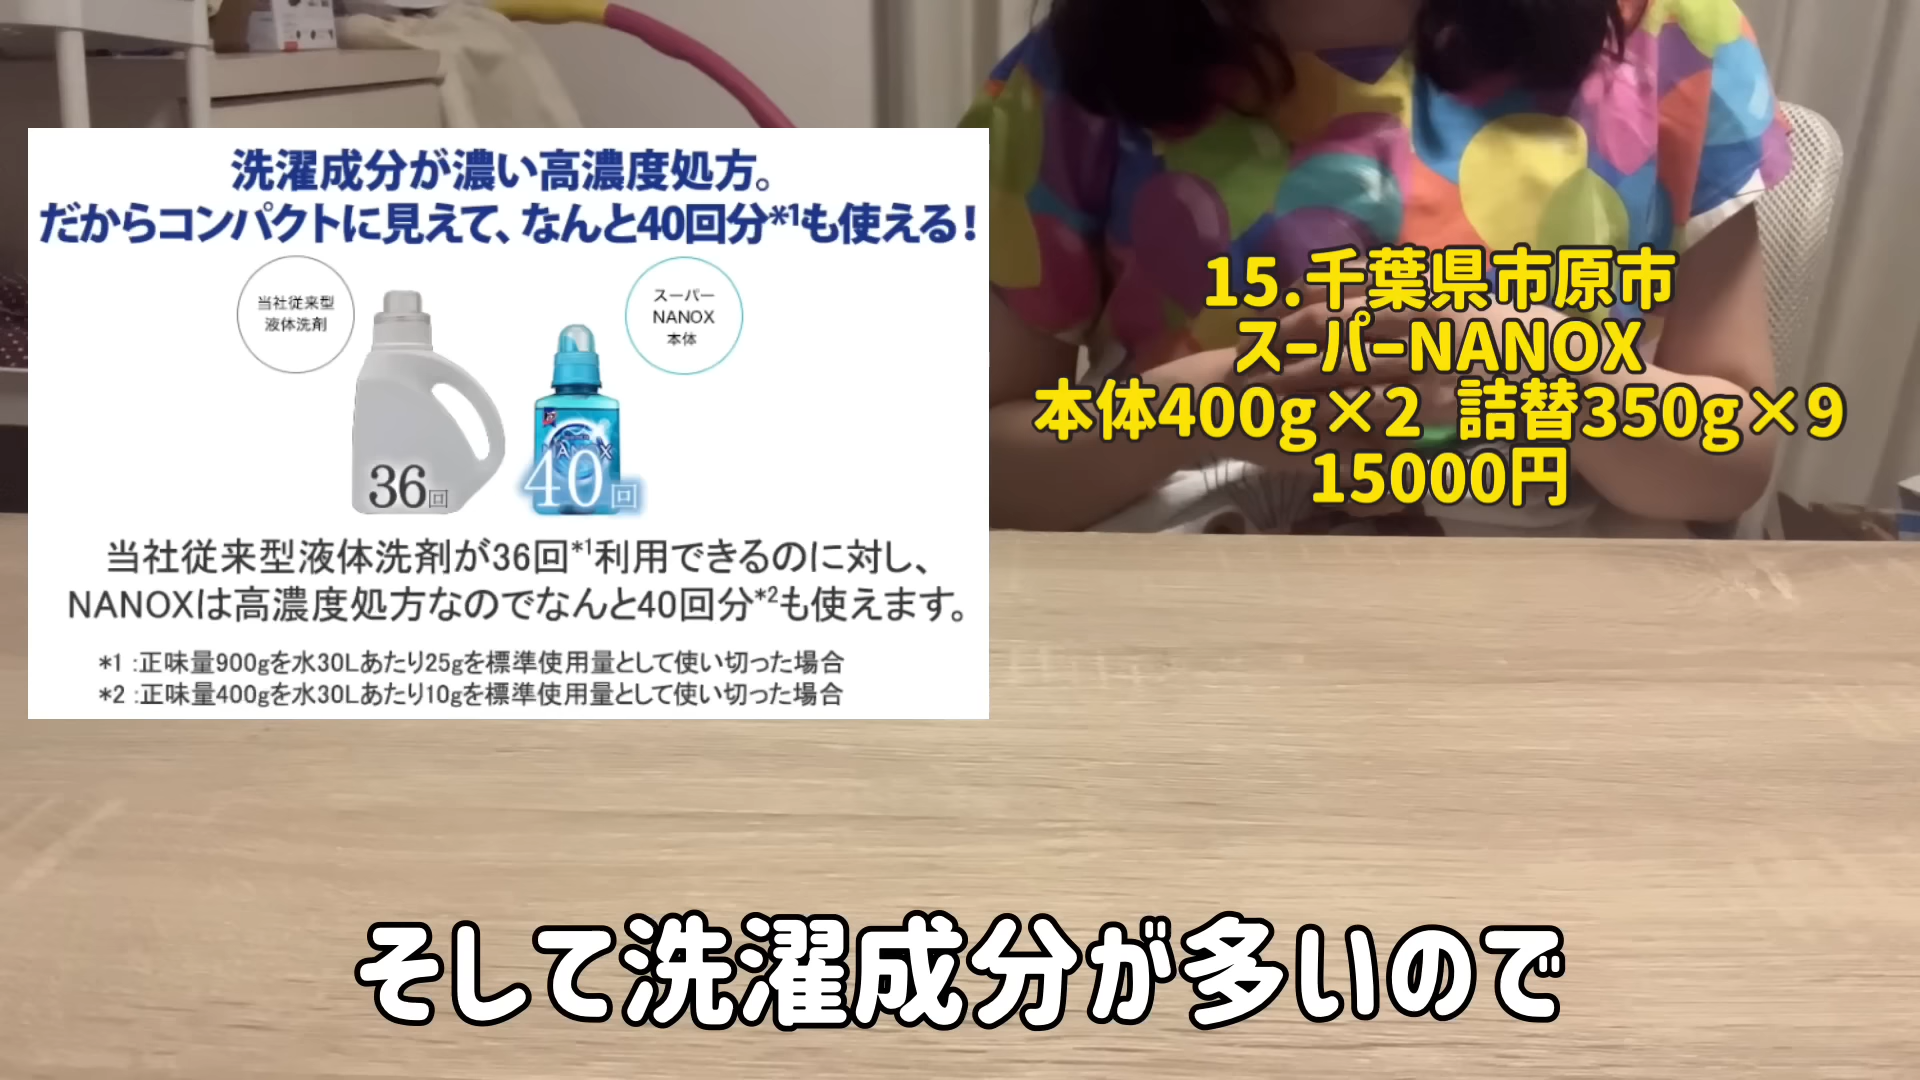 洗濯成分が濃い高濃度処方。
だからコンパクトに見えて、なんと40回分*1も使える!
当社従来型
液体洗剤
スーパー
NANOX
本体
36回
NANOX
40回
当社従来型液体洗剤が36回*1利用できるのに対し、
NANOXは高濃度処方なのでなんと40回分*2も使えます。
*1 :正味量900gを水30Lあたり25gを標準使用量として使い切った場合
*2 :正味量400gを水30Lあたり10gを標準使用量として使い切った場合
15.千葉県市原市
スーパーNANOX
本体400g×2 詰替350g×9
15000円
そして洗濯成分が多いので